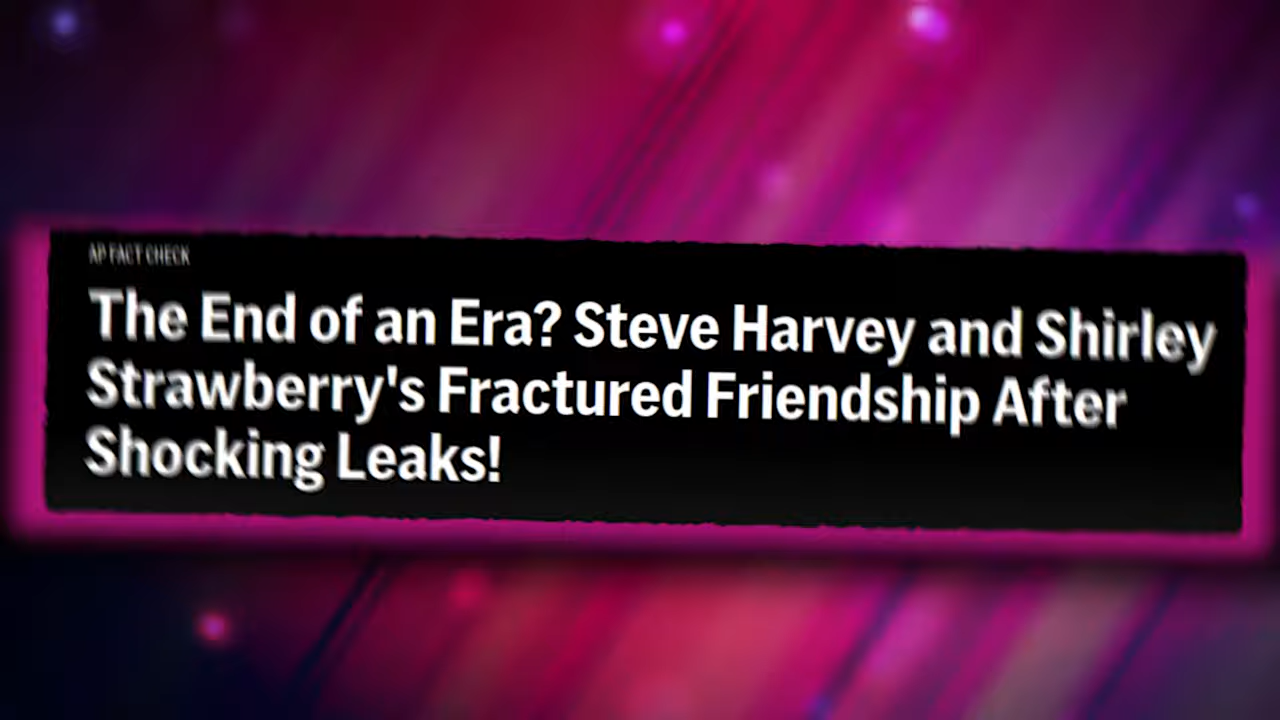 AP FACT CHECK
The End of an Era? Steve Harvey and Shirley
Strawberry's Fractured Friendship After
Shocking Leaks!